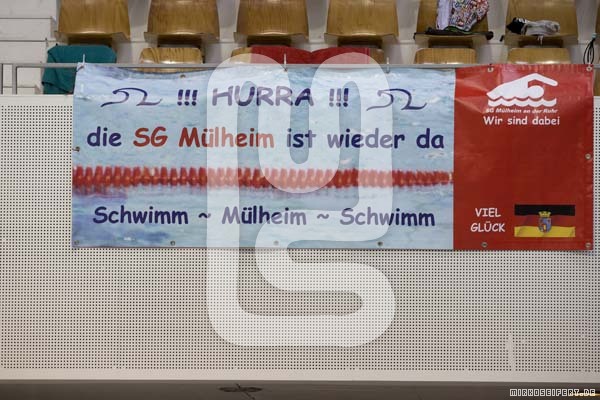 !!! HURRA !!!
die SG Mülheim ist wieder da
Schwimm ~ Mülheim ~ Schwimm
SG Mülheim an der Ruhr
Wir sind dabei
VIEL
GLÜCK
MIRKOSEIFERT.DE